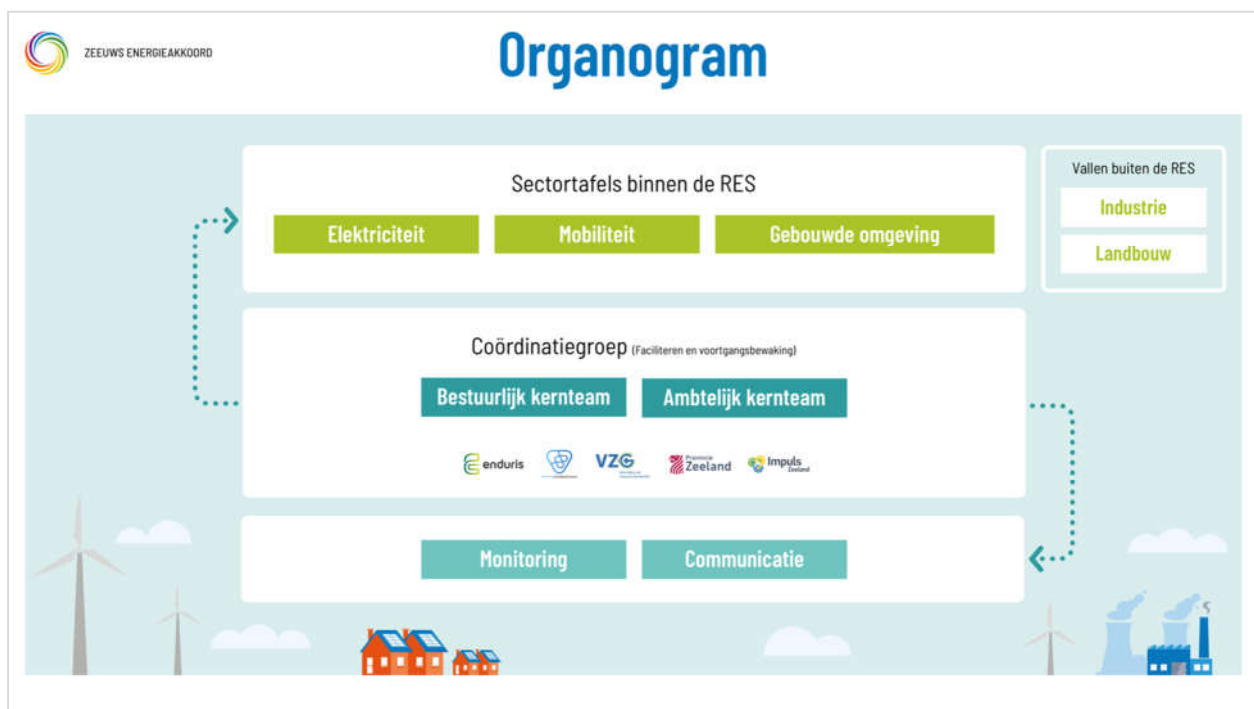 ZEEUWS ENERGIEAKKOORD
Organogram
Sectortafels binnen de RES
Elektriciteit
Mobiliteit
Gebouwde omgeving
Vallen buiten de RES
Industrie
Landbouw
Coördinatiegroep (Faciliteren en voortgangsbewaking)
Bestuurlijk kernteam
Ambtelijk kernteam
enduris
VZG
Provincie
Zeeland
Impuls
Zeeland
Monitoring
Communicatie